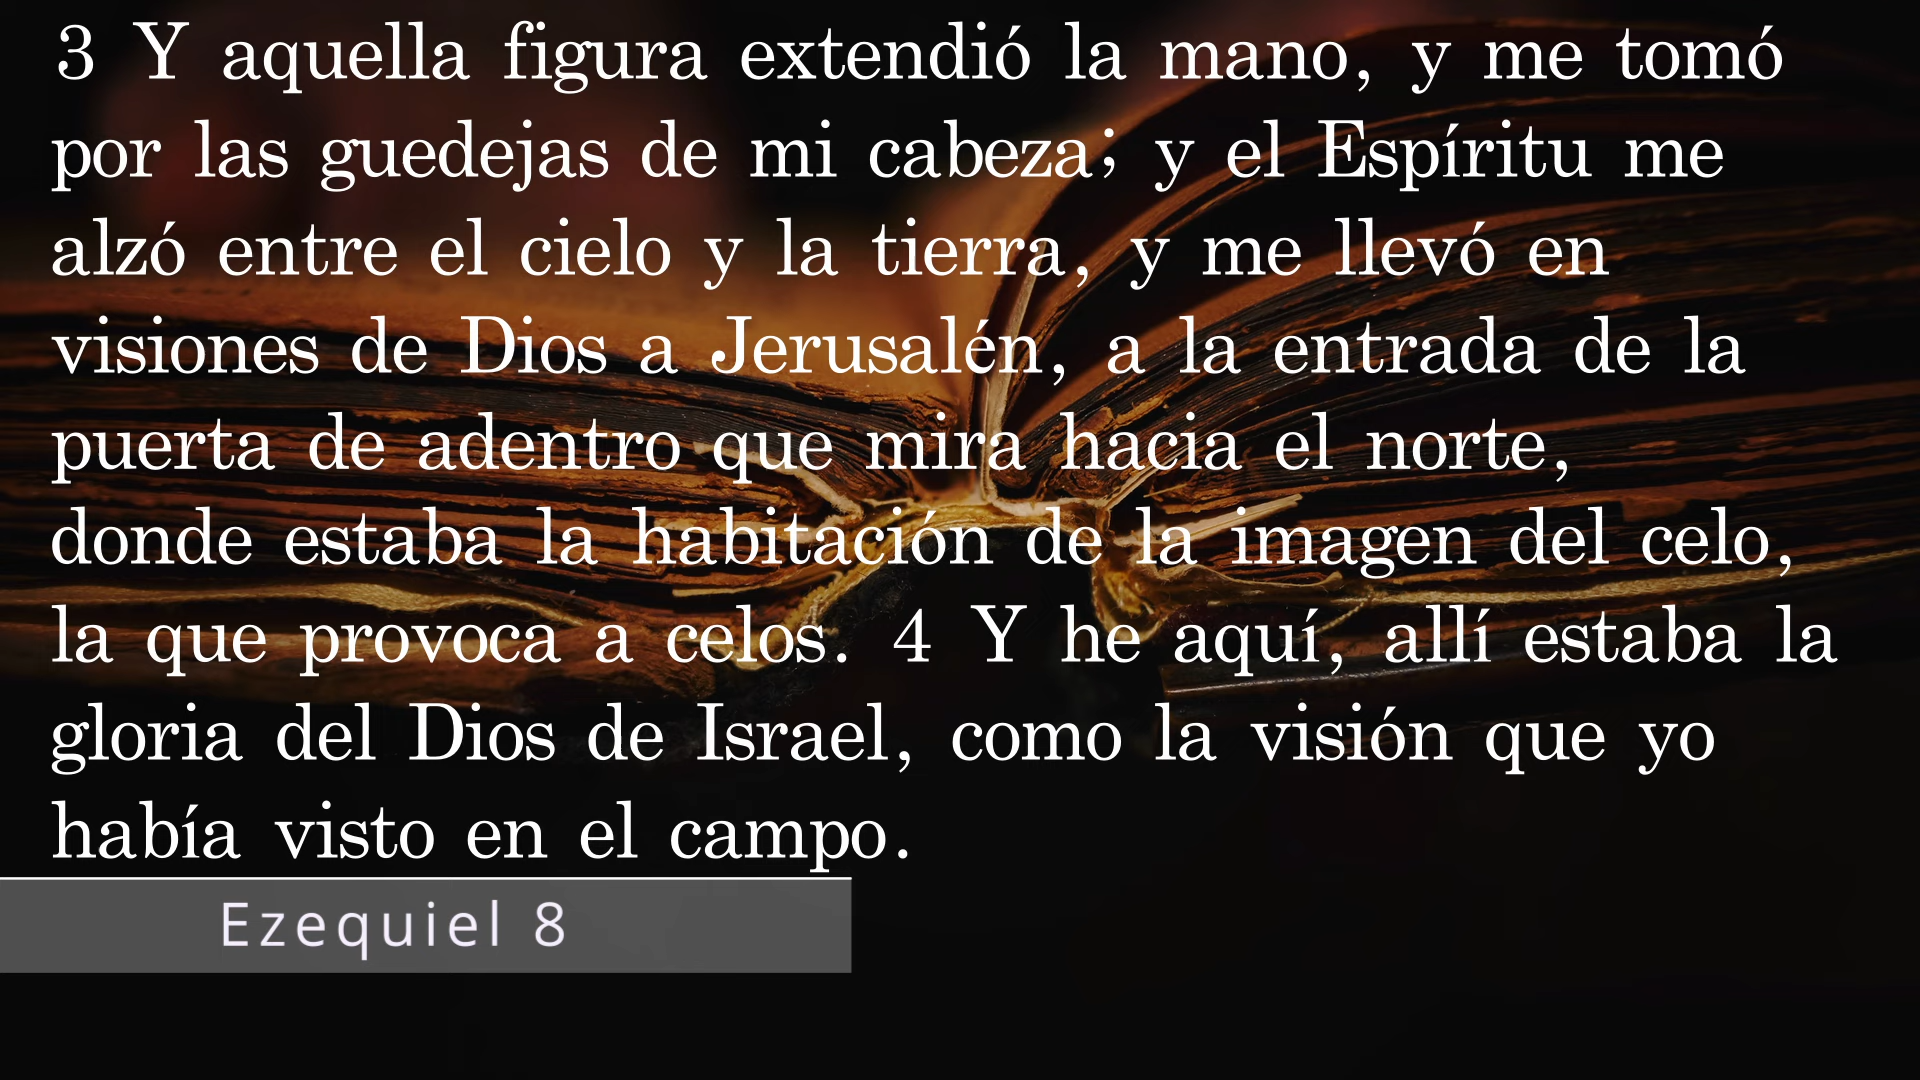 3 Y aquella figura extendió la mano, y me tomó
por las guedejas de mi cabeza; y el Espíritu me
alzó entre el cielo y la tierra, y me llevó en
visiones de Dios a Jerusalén, a la entrada de la
puerta de adentro que mira hacia el norte,
donde estaba la habitación de la imagen del celo,
la que provoca a celos. 4 Y he aquí, allí estaba la
gloria del Dios de Israel, como la visión que yo
había visto en el campo.
Ezequiel 8